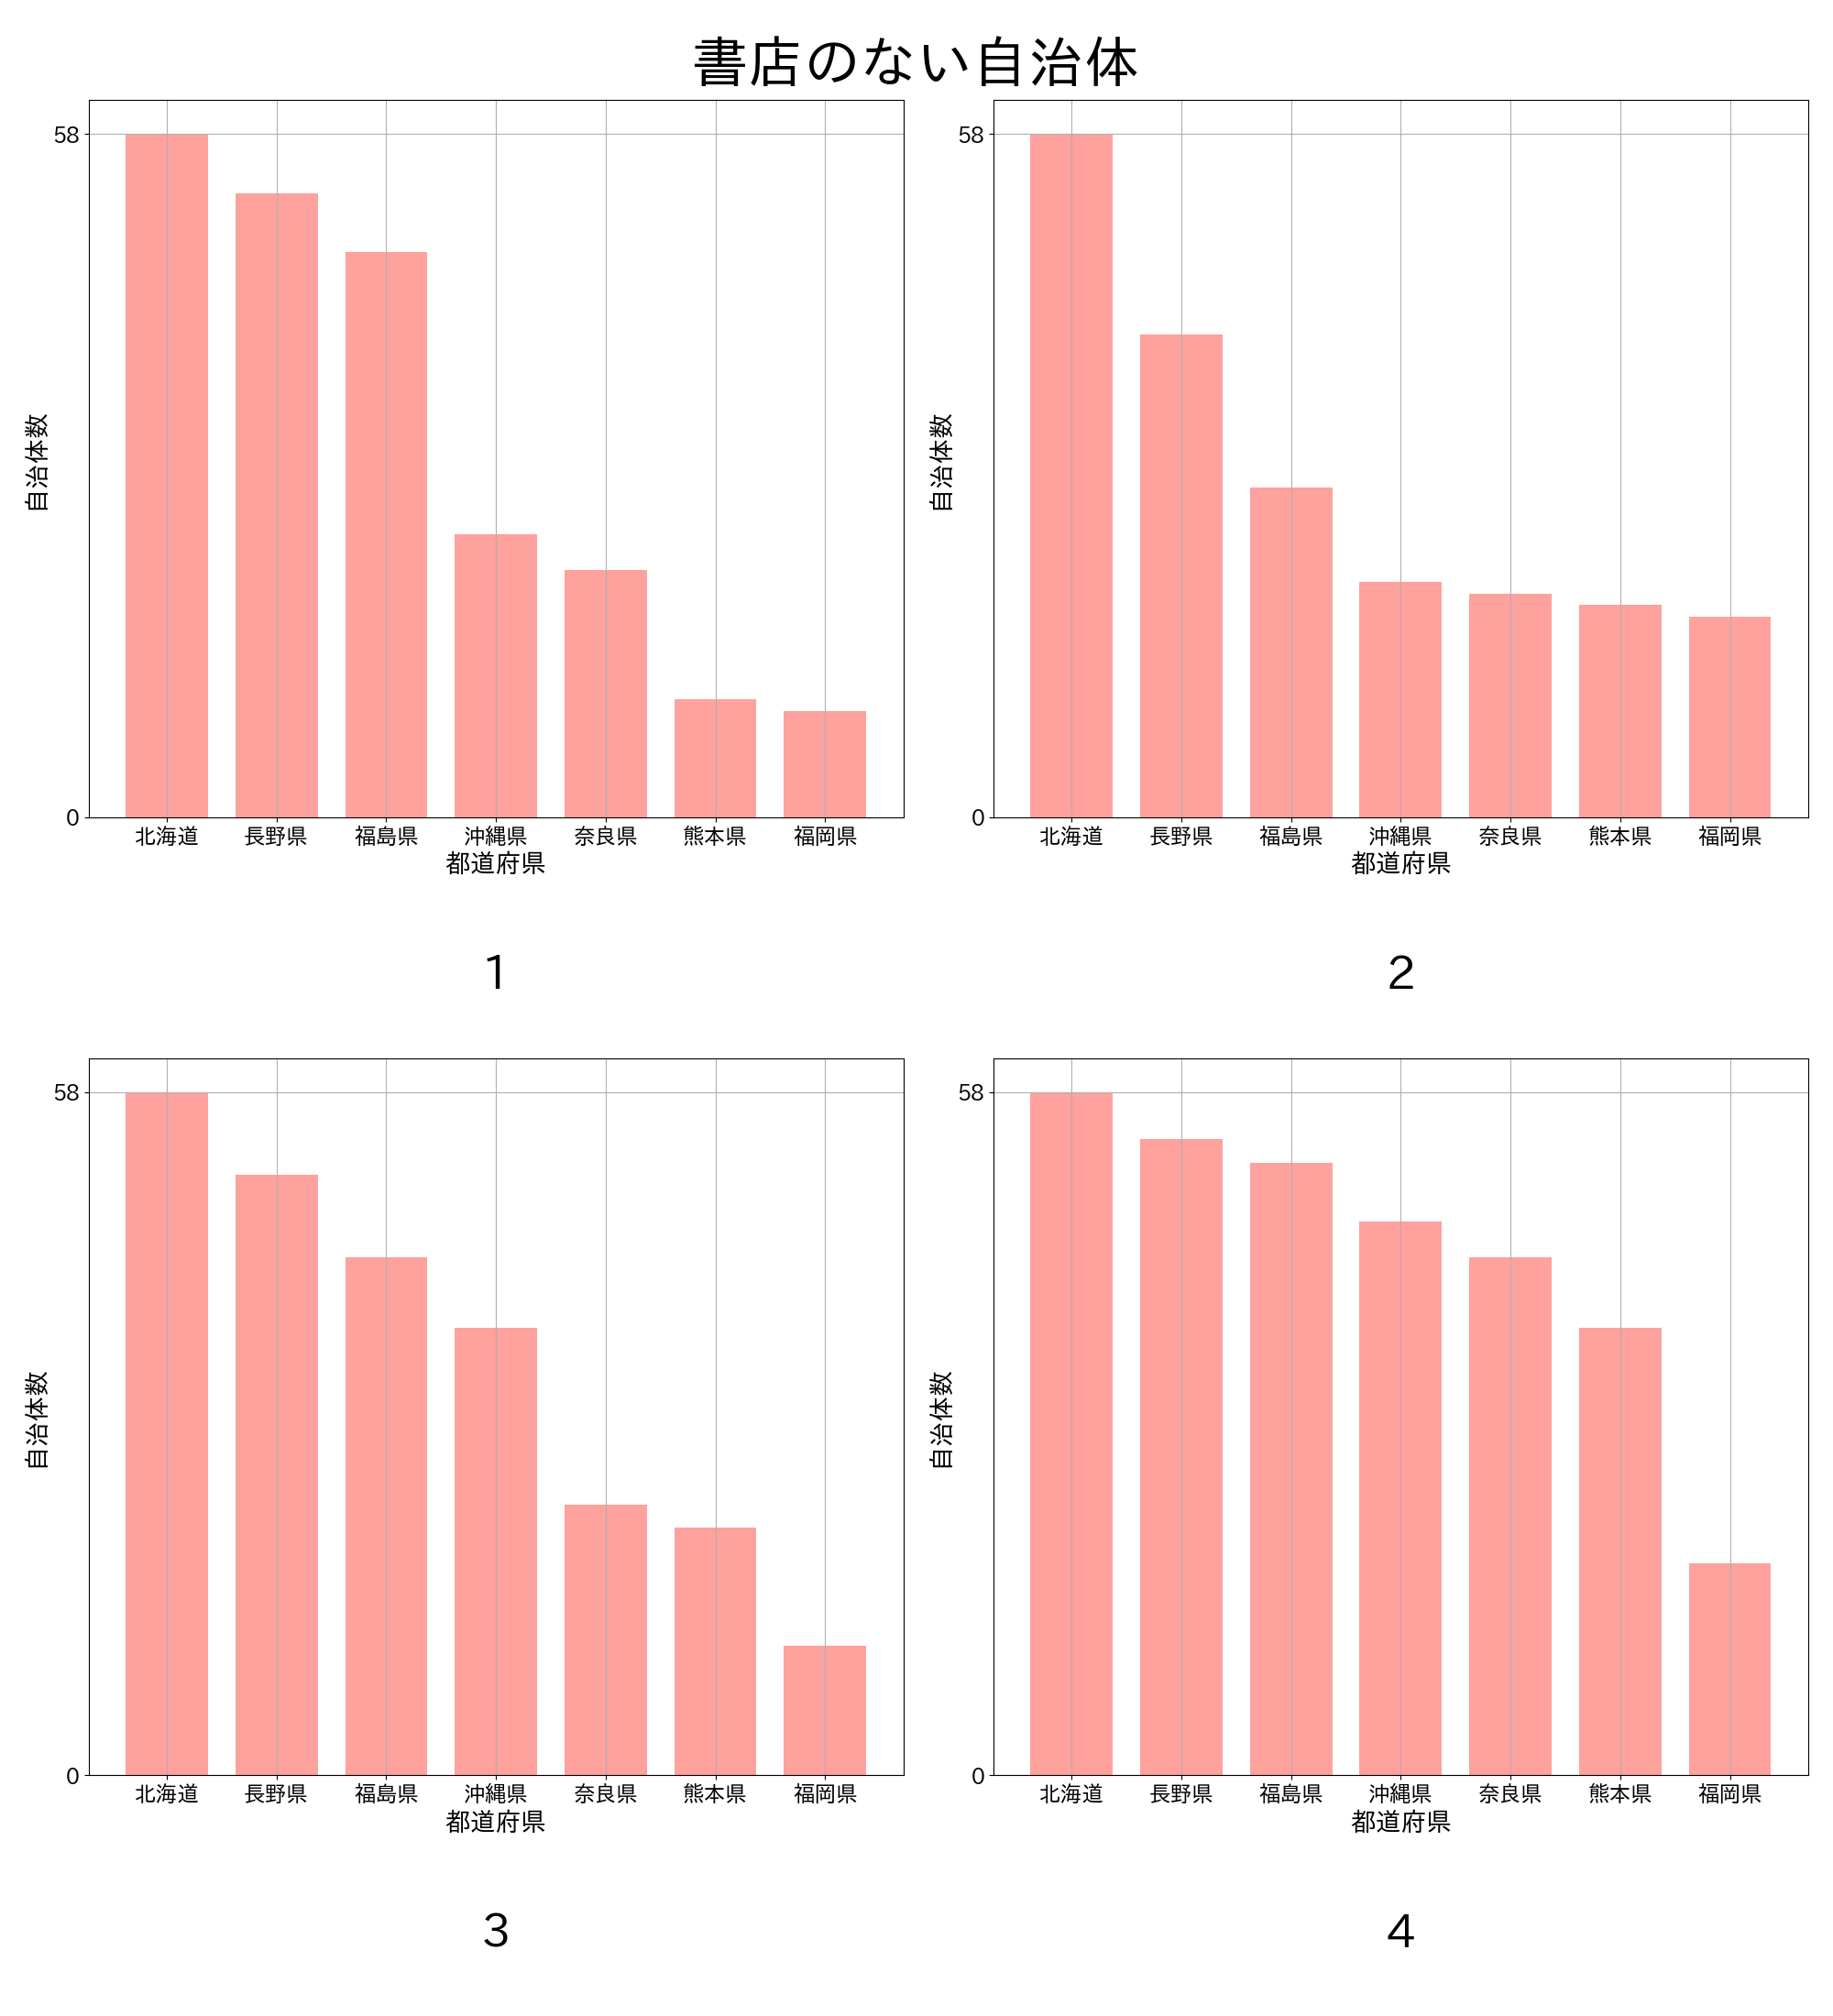 書店のない自治体
58
0
自治体数
北海道 長野県 福島県 沖縄県 奈良県 熊本県 福岡県
都道府県
1
58
0
自治体数
北海道 長野県 福島県 沖縄県 奈良県 熊本県 福岡県
都道府県
2
58
0
自治体数
北海道 長野県 福島県 沖縄県 奈良県 熊本県 福岡県
都道府県
3
58
0
自治体数
北海道 長野県 福島県 沖縄県 奈良県 熊本県 福岡県
都道府県
4